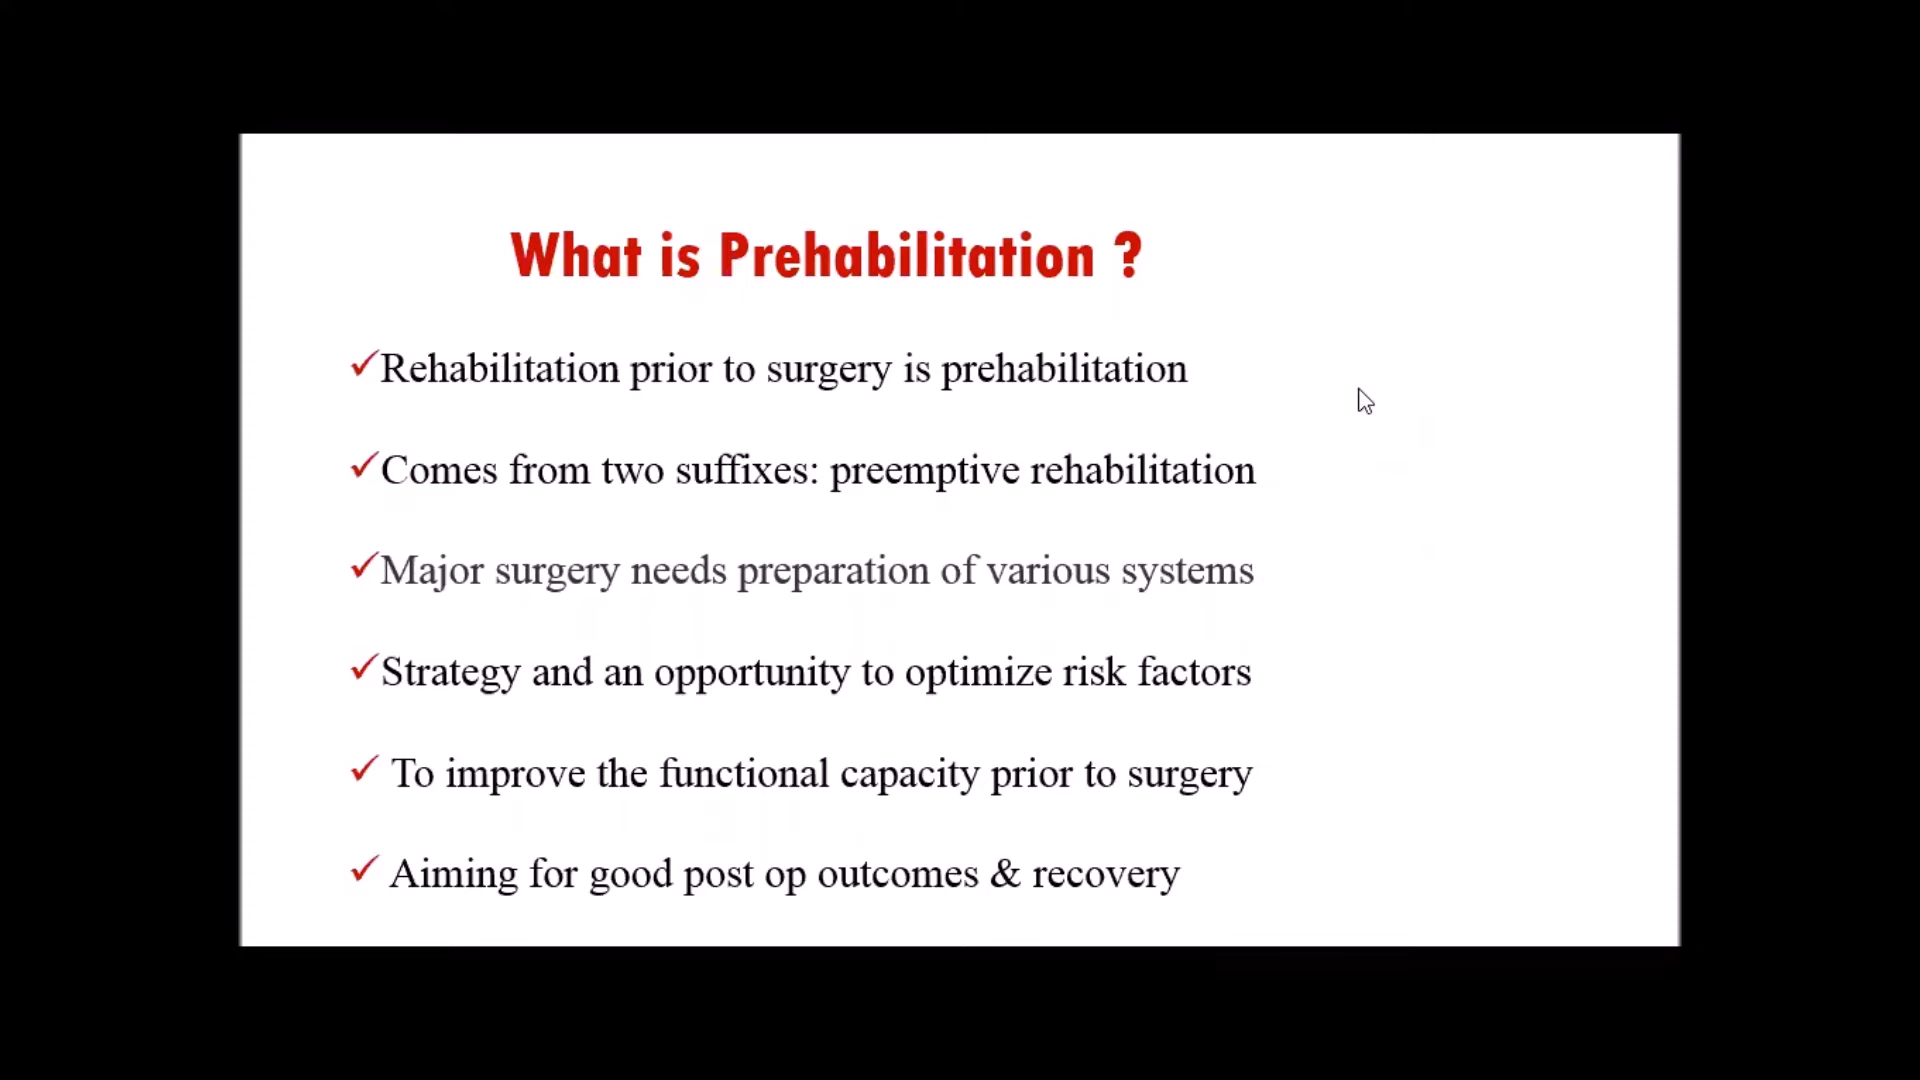 What is Prehabilitation ?
✓Rehabilitation prior to surgery is prehabilitation
✓Comes from two suffixes: preemptive rehabilitation
✓Major surgery needs preparation of various systems
✓Strategy and an opportunity to optimize risk factors
✓ To improve the functional capacity prior to surgery
✓ Aiming for good post op outcomes & recovery